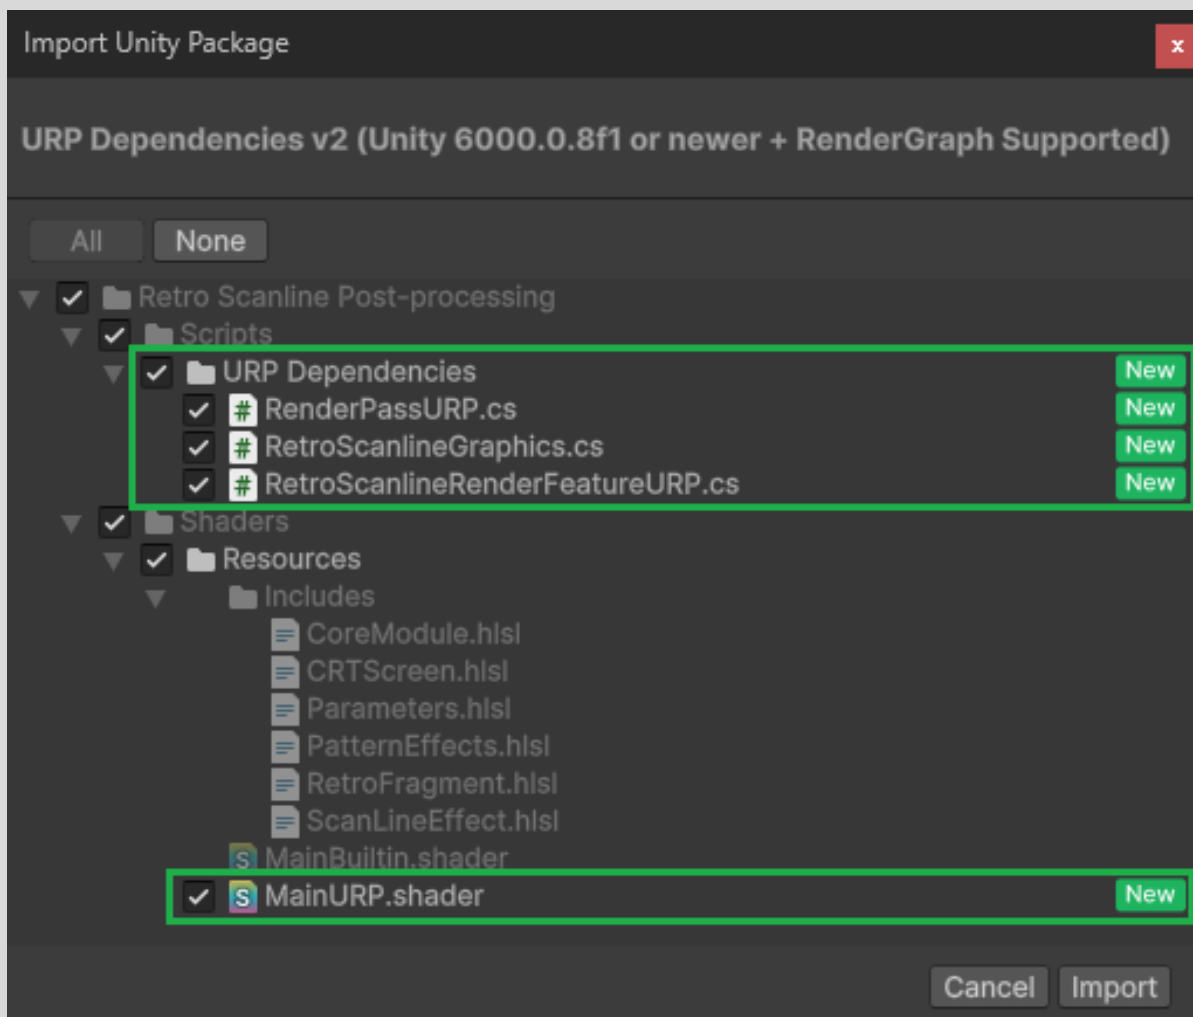 Import Unity Package
x
URP Dependencies v2 (Unity 6000.0.8f1 or newer + RenderGraph Supported)
All None
Retro Scanline Post-processing
Scripts
URP Dependencies New
RenderPassURP.cs New
RetroScanlineGraphics.cs New
RetroScanlineRenderFeatureURP.cs New
Shaders
Resources
Includes
CoreModule.hlsl
CRTScreen.hlsl
Parameters.hlsl
PatternEffects.hlsl
RetroFragment.hlsl
ScanLineEffect.hlsl
MainBuiltin.shader
MainURP.shader New
Cancel Import